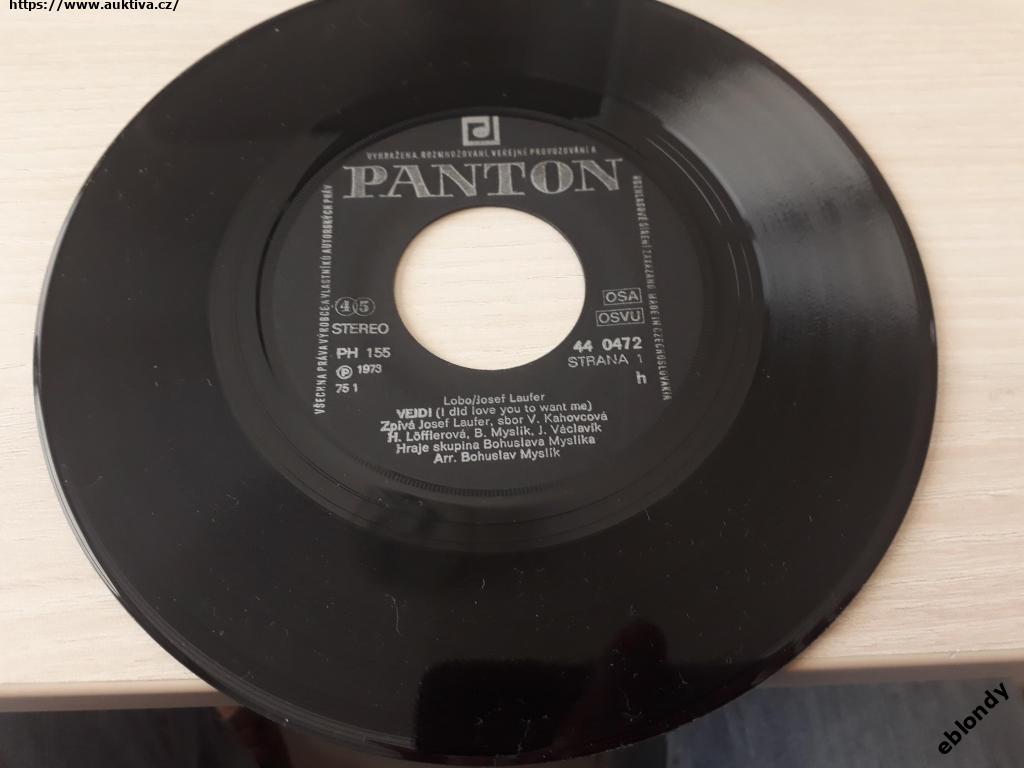 https://www.auktiva.cz/
VYHRAŽENA. ROZMNOŽOVÁNÍ, VEŘEJNÉ PROVOZOVÁNÍ A
PANTON
VŠECHNA PRÁVA VÝROBCE A VLASTNÍKŮ AUTORSKÝCH PRÁV
45
STEREO
PH 155
Ⓟ 1973
75 1
OSA
OSVU
44 0472
STRANA 1
h
Lobo/Josef Laufer
VEJDI (I did love you to want me)
Zpívá Josef Laufer, sbor V. Kahovcová
H. Löfflerová, B. Myslík, J. Václavík
Hraje skupina Bohuslava Myslíka
Arr. Bohuslav Myslík
eblondy